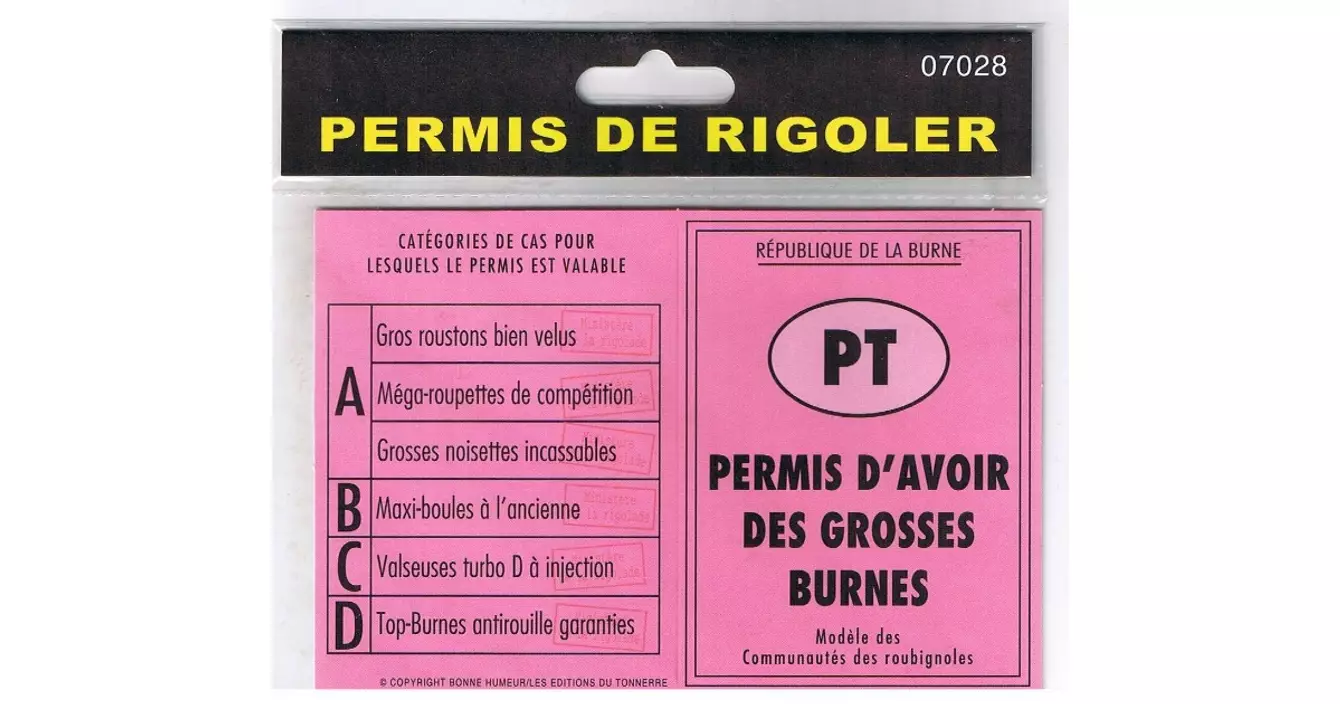 07028
PERMIS DE RIGOLER
CATÉGORIES DE CAS POUR
LESQUELS LE PERMIS EST VALABLE
A
Gros roustons bien velus
Méga-roupettes de compétition
Grosses noisettes incassables
B
Maxi-boules à l'ancienne
C
Valseuses turbo D à injection
D
Top-Burnes antirouille garanties
© COPYRIGHT BONNE HUMEUR/LES EDITIONS DU TONNERRE
RÉPUBLIQUE DE LA BURNE
PT
PERMIS D'AVOIR
DES GROSSES
BURNES
Modèle des
Communautés des roubignoles